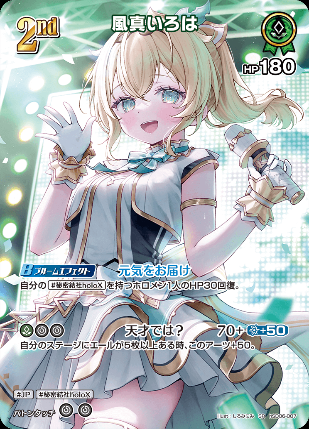 2nd
風真いろは
HP180
ブルームエフェクト 元気をお届け
自分の#秘密結社holoXを持つホロメン1人のHP30回復。
天才では? 70+ +50
自分のステージにエールが5枚以上ある時、このアーツ+50。
#JP #秘密結社holoX
バトンタッチ